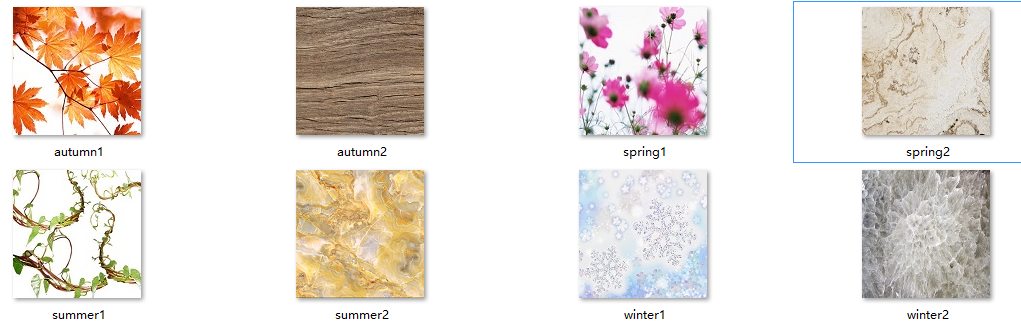 autumn1
autumn2
spring1
spring2
summer1
summer2
winter1
winter2